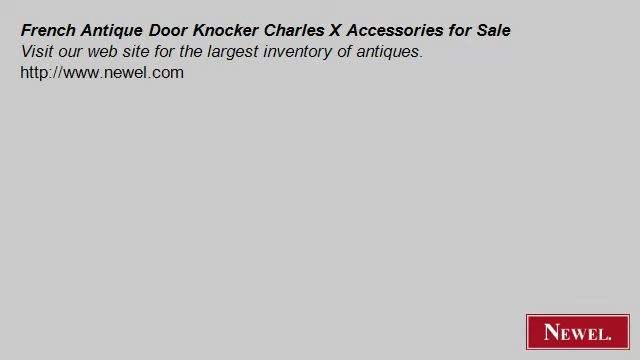 French Antique Door Knocker Charles X Accessories for Sale
Visit our web site for the largest inventory of antiques.
http://www.newel.com
NEWEL.